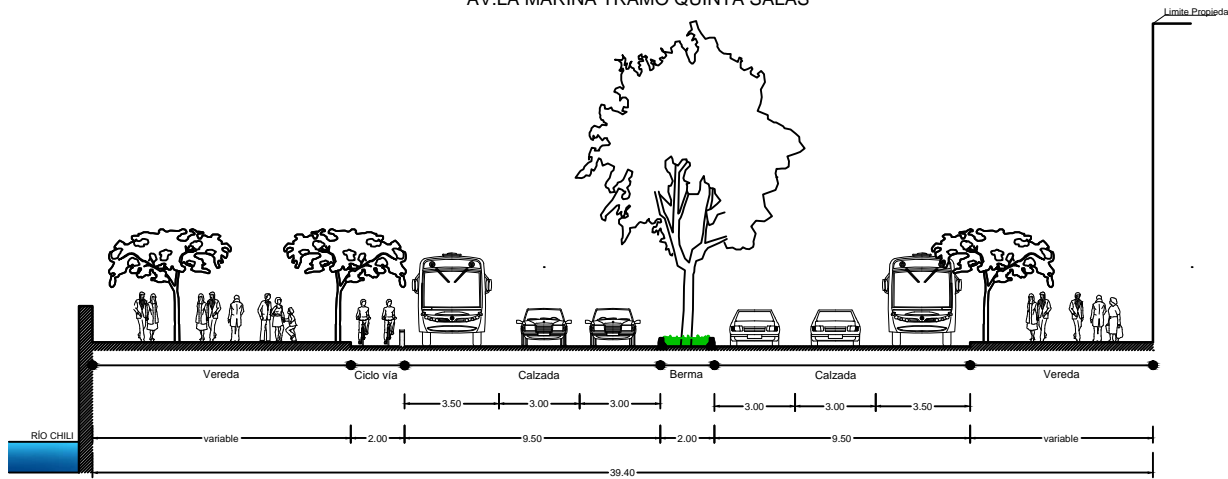 AV.LA MARINA TRAMO QUINTA SALAS
Limite Propieda
Vereda Ciclo vía Calzada Berma Calzada Vereda
3.50 3.00 3.00 3.00 3.00 3.50
RÍO CHILI
variable 2.00 9.50 2.00 9.50 variable
39.40